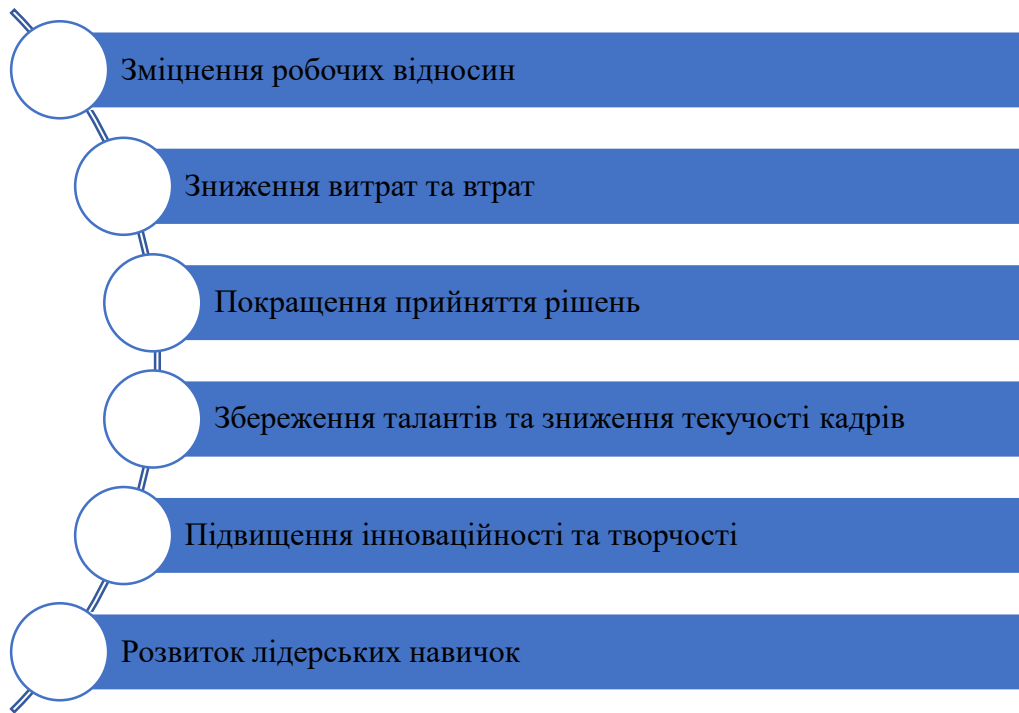 Зміцнення робочих відносин
Зниження витрат та втрат
Покращення прийняття рішень
Збереження талантів та зниження текучості кадрів
Підвищення інноваційності та творчості
Розвиток лідерських навичок